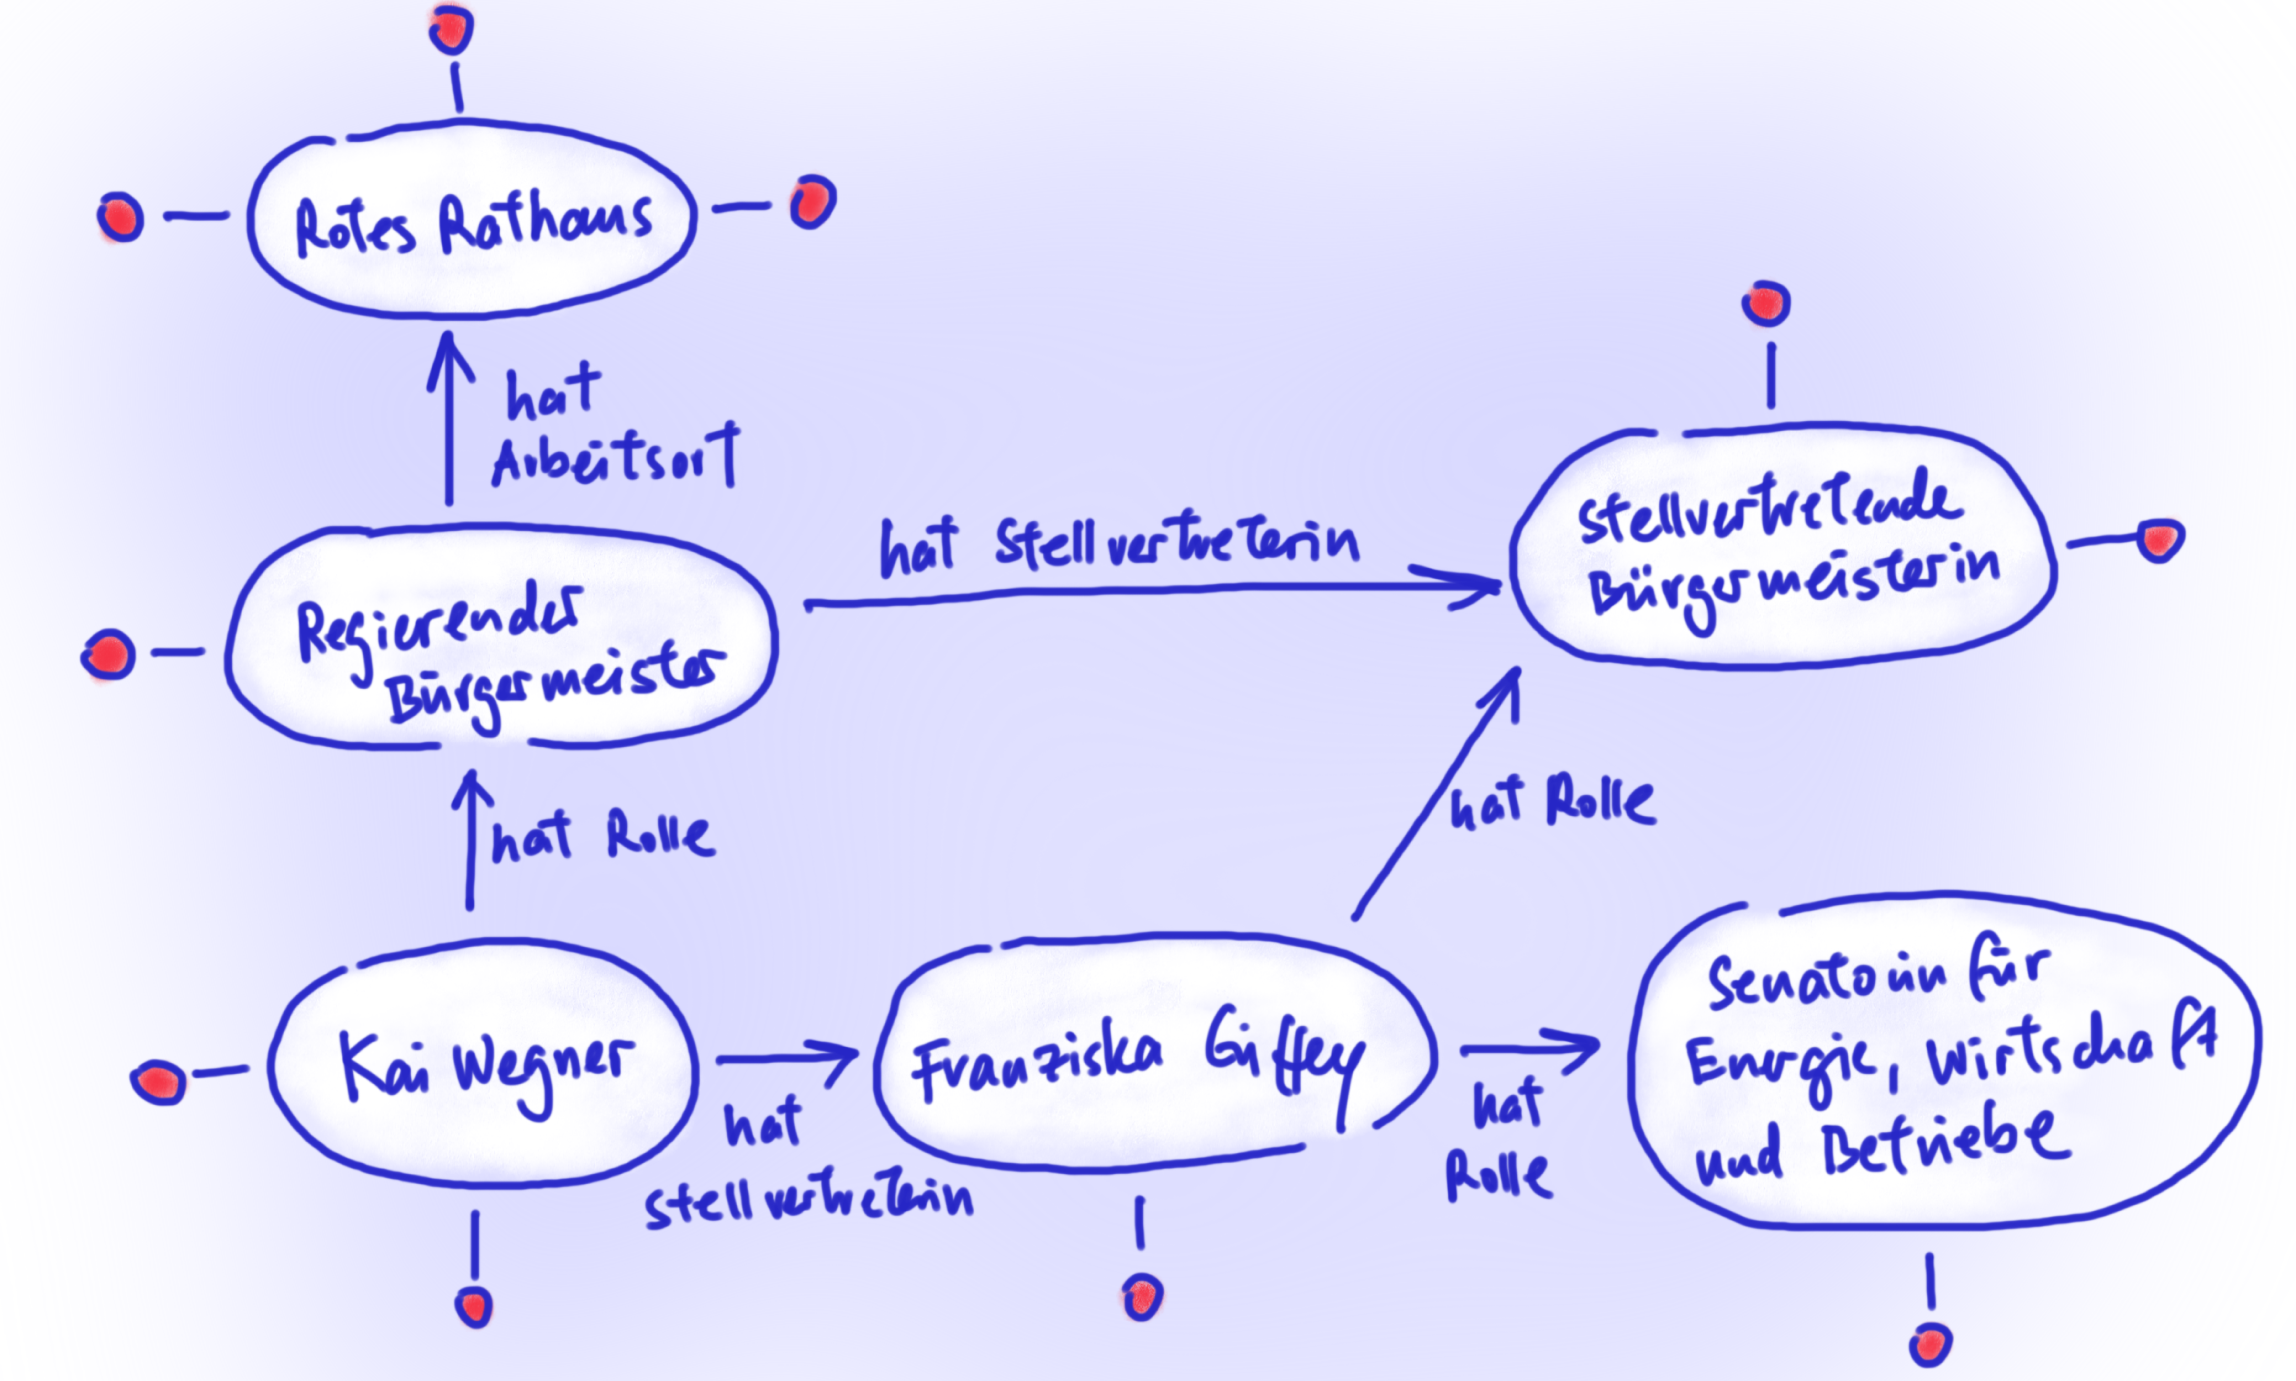 Rotes Rathaus
hat
Arbeitsort
hat Stellvertreterin
Stellvertretende
Bürgermeisterin
Regierender
Bürgermeister
hat Rolle
hat Rolle
Kai Wegner
hat
stellvertreterin
Franziska Giffey
hat
Rolle
Senatorin für
Energie, Wirtschaft
und Betriebe